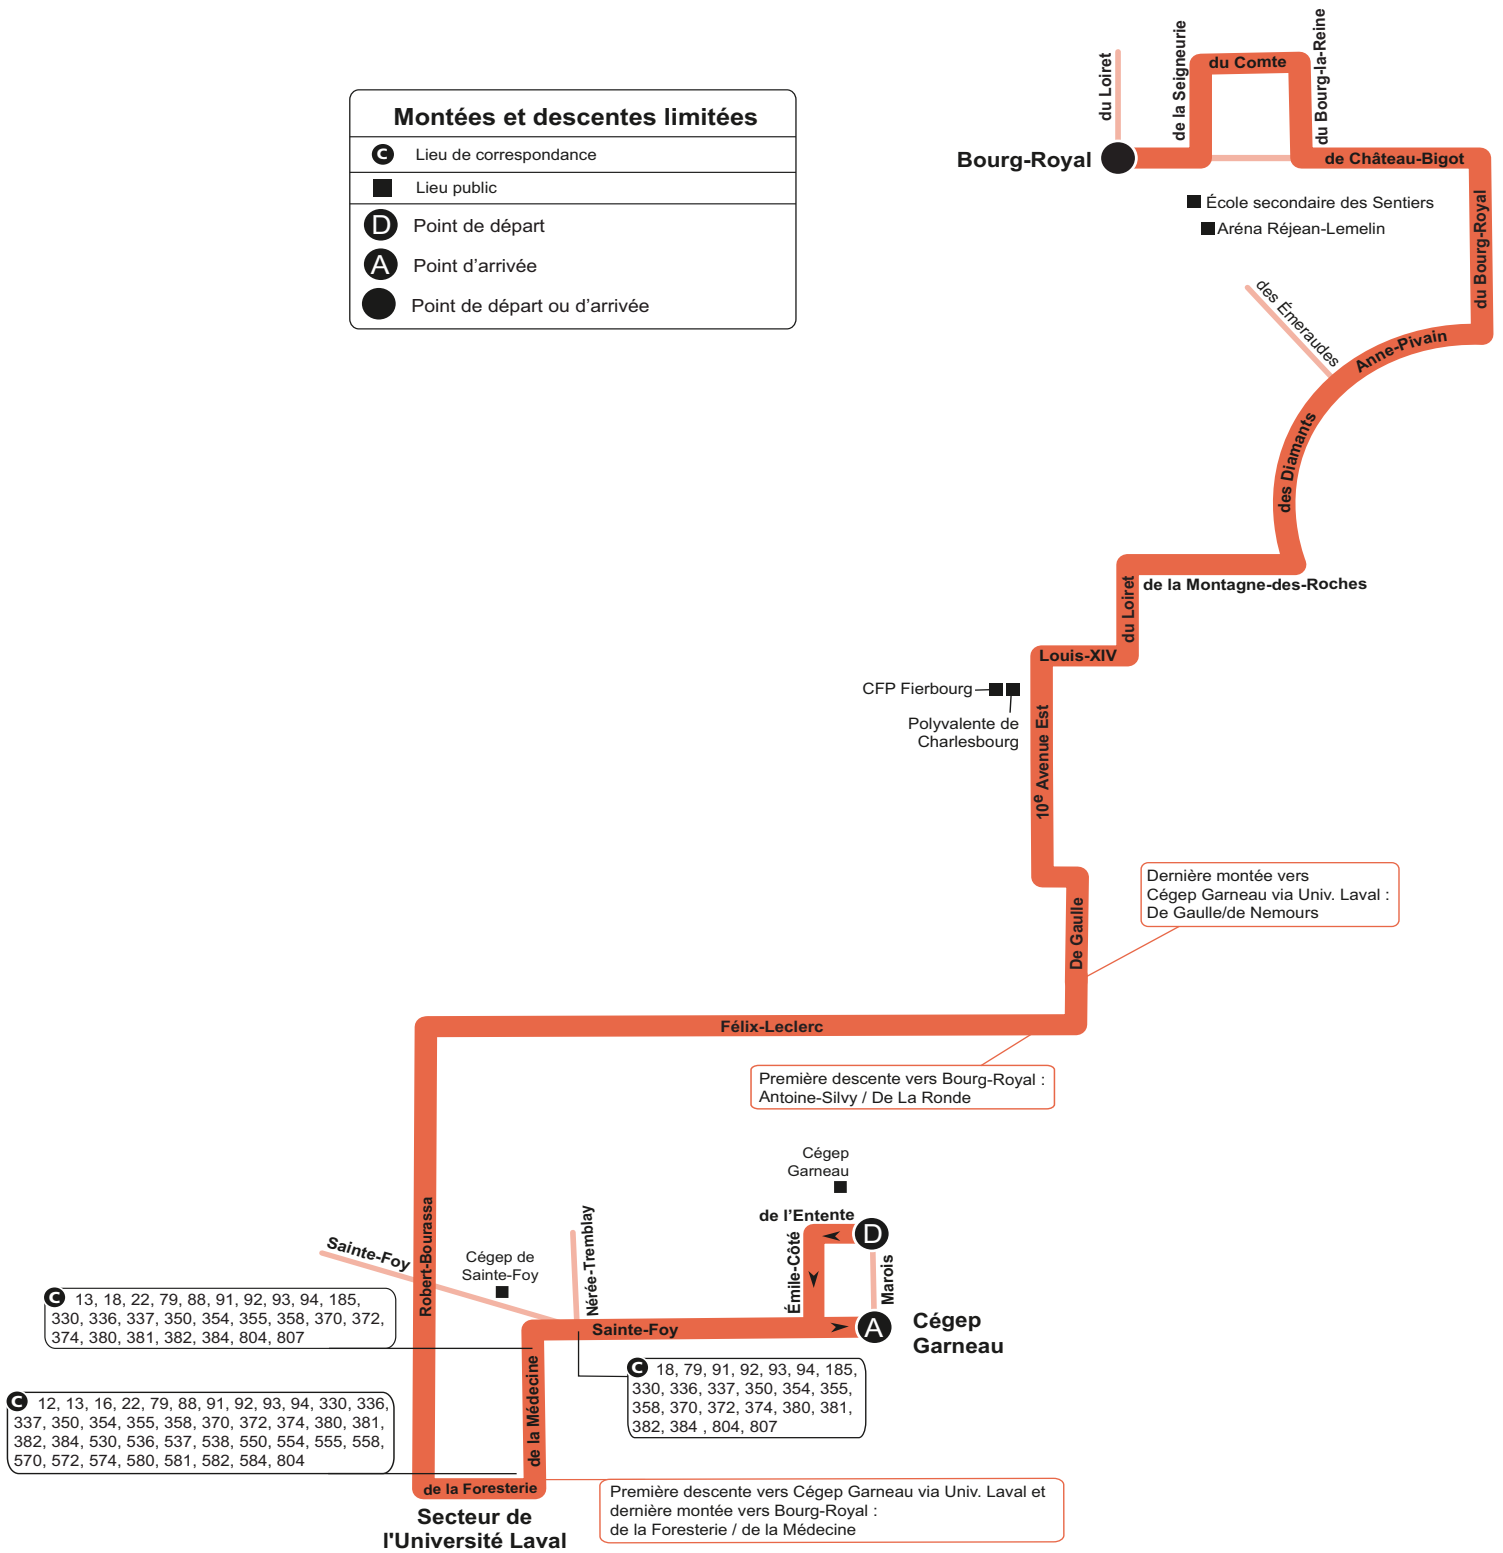 Montées et descentes limitées
C Lieu de correspondance
Lieu public
D Point de départ
A Point d'arrivée
Point de départ ou d'arrivée
du Loiret
de la Seigneurie
du Comte
du Bourg-la-Reine
Bourg-Royal
de Château-Bigot
École secondaire des Sentiers
Aréna Réjean-Lemelin
du Bourg-Royal
des Émeraudes
Anne-Pivain
des Diamants
de la Montagne-des-Roches
du Loiret
Louis-XIV
CFP Fierbourg
Polyvalente de
Charlesbourg
10e Avenue Est
De Gaulle
Dernière montée vers
Cégep Garneau via Univ. Laval :
De Gaulle/de Nemours
Félix-Leclerc
Première descente vers Bourg-Royal :
Antoine-Silvy / De La Ronde
Cégep
Garneau
de l'Entente
D
Émile-Côté
Marois
A
Cégep
Garneau
Robert-Bourassa
Sainte-Foy
Cégep de
Sainte-Foy
Nérée-Tremblay
Sainte-Foy
C 13, 18, 22, 79, 88, 91, 92, 93, 94, 185,
330, 336, 337, 350, 354, 355, 358, 370, 372,
374, 380, 381, 382, 384, 804, 807
C 18, 79, 91, 92, 93, 94, 185,
330, 336, 337, 350, 354, 355,
358, 370, 372, 374, 380, 381,
382, 384 , 804, 807
de la Médecine
C 12, 13, 16, 22, 79, 88, 91, 92, 93, 94, 330, 336,
337, 350, 354, 355, 358, 370, 372, 374, 380, 381,
382, 384, 530, 536, 537, 538, 550, 554, 555, 558,
570, 572, 574, 580, 581, 582, 584, 804
de la Foresterie
Secteur de
l'Université Laval
Première descente vers Cégep Garneau via Univ. Laval et
dernière montée vers Bourg-Royal :
de la Foresterie / de la Médecine